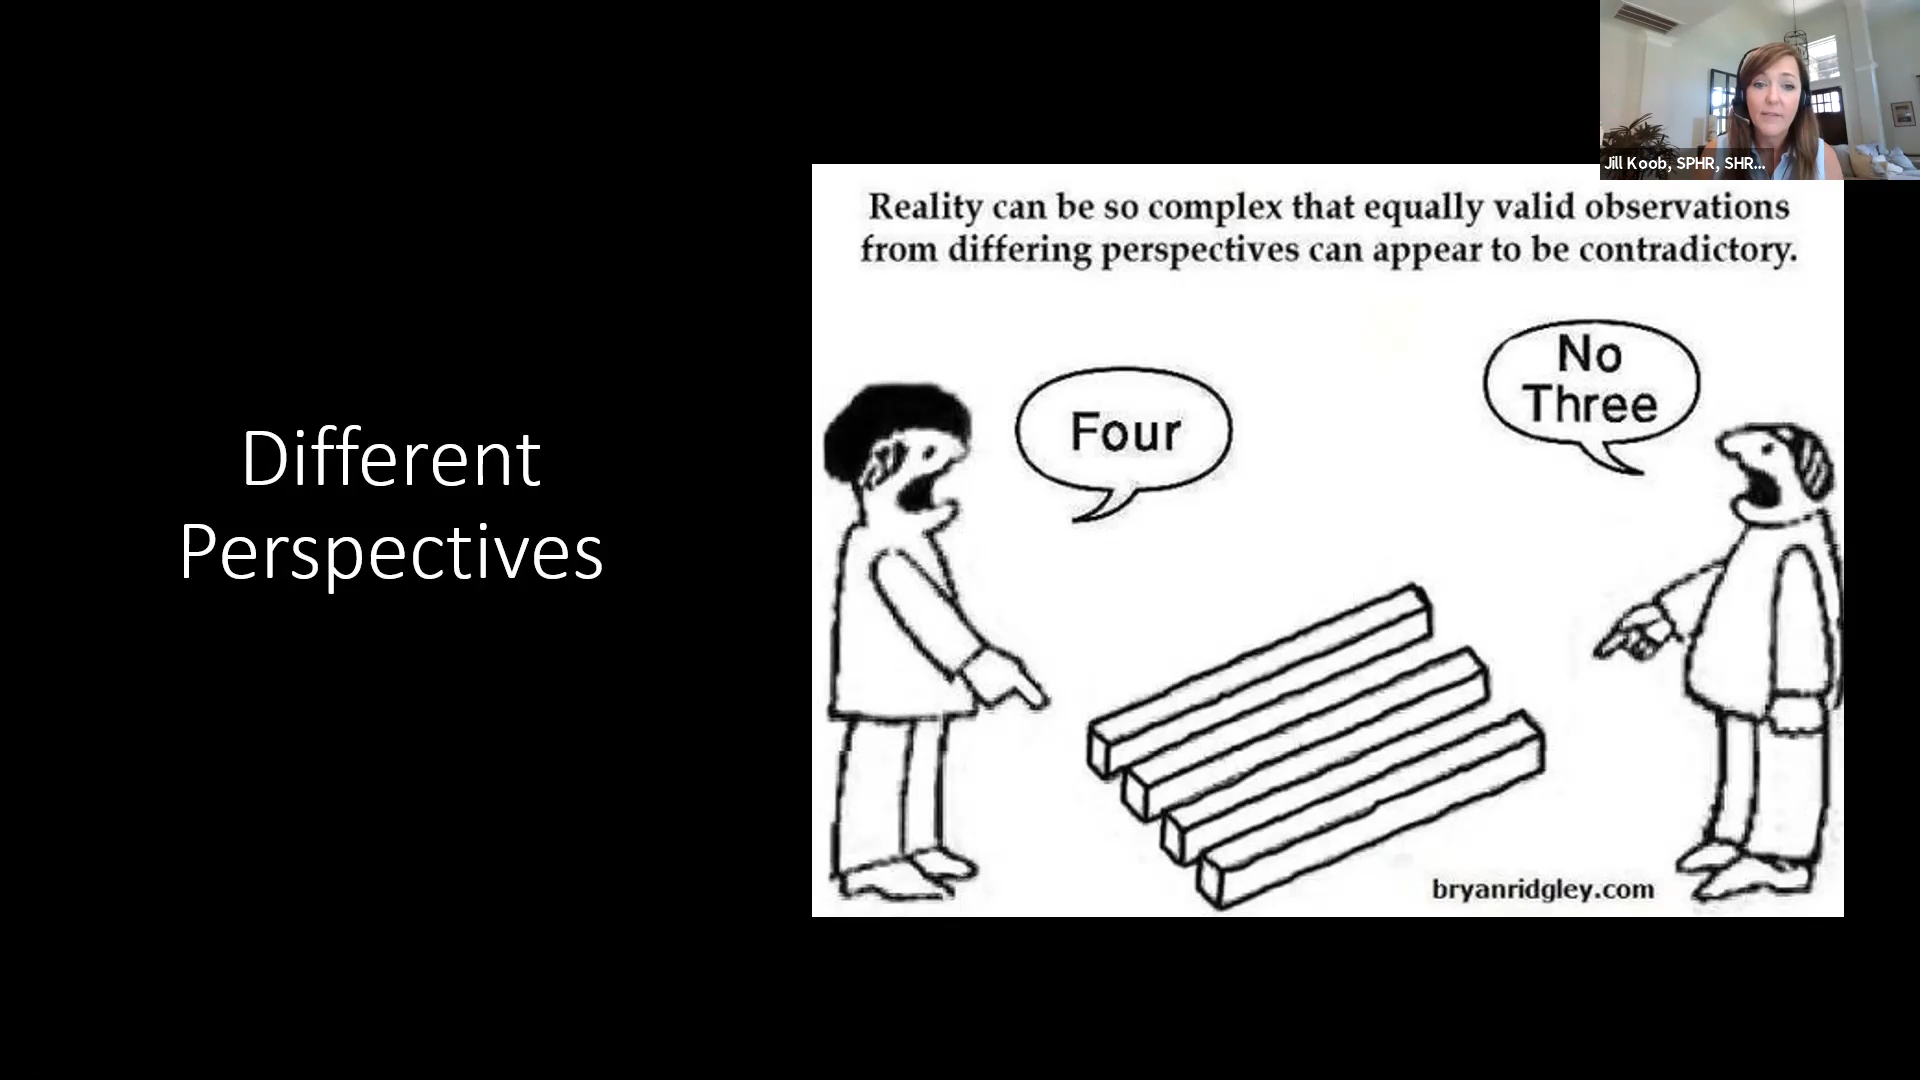 Jill Koob, SPHR, SHR...
Different
Perspectives
Reality can be so complex that equally valid observations
from differing perspectives can appear to be contradictory.
Four
No
Three
bryanridgley.com